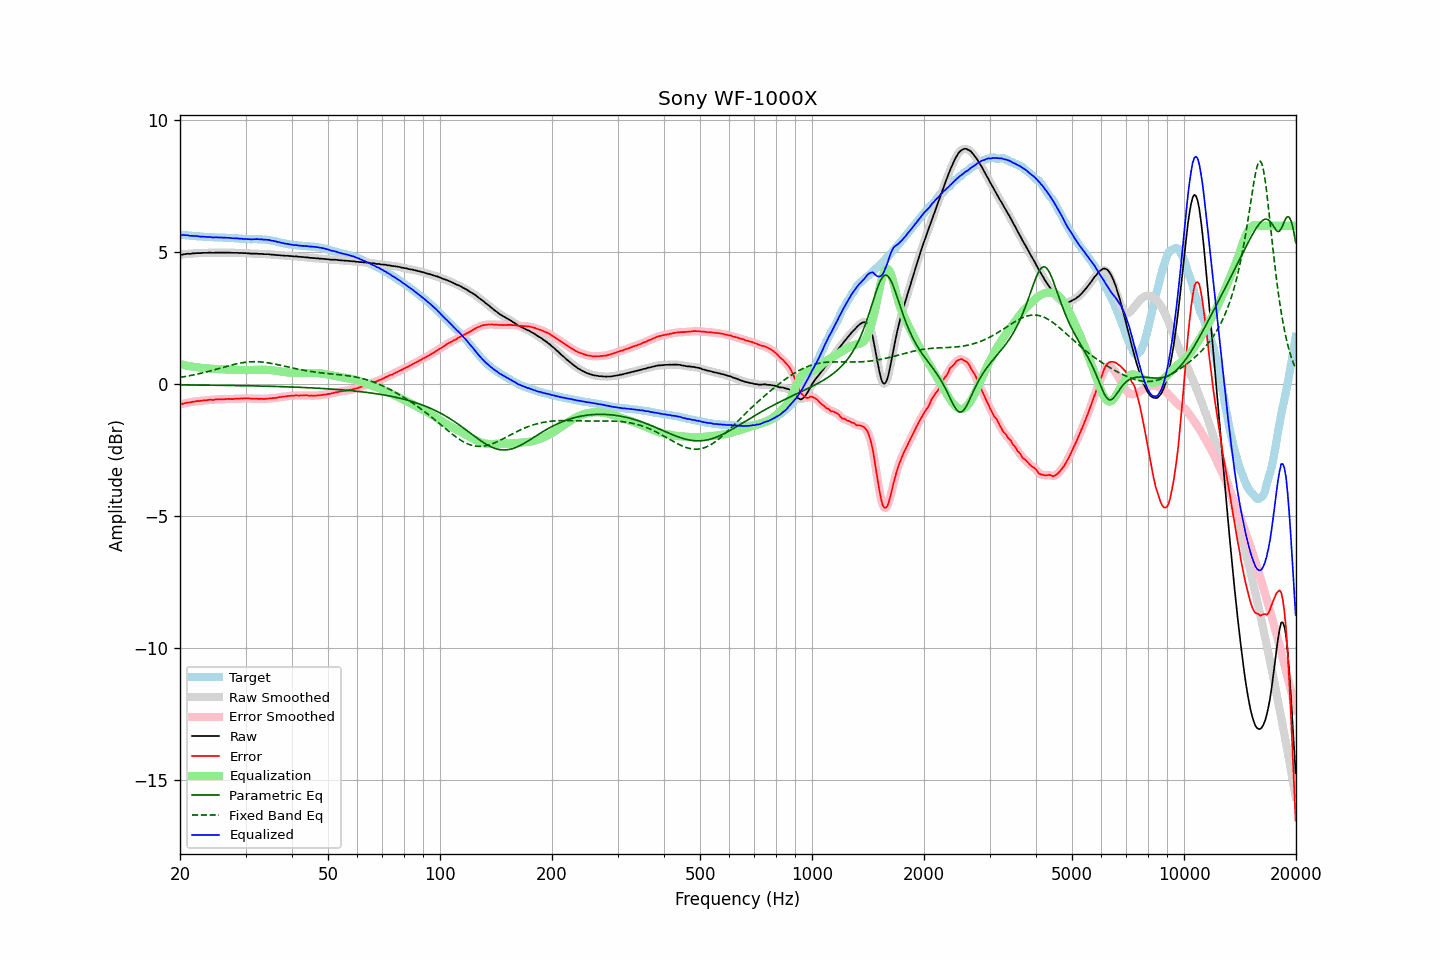 Sony WF-1000X
10
5
0
−5
−10
−15
Amplitude (dBr)
Target
Raw Smoothed
Error Smoothed
Raw
Error
Equalization
Parametric Eq
Fixed Band Eq
Equalized
20 50 100 200 500 1000 2000 5000 10000 20000
Frequency (Hz)